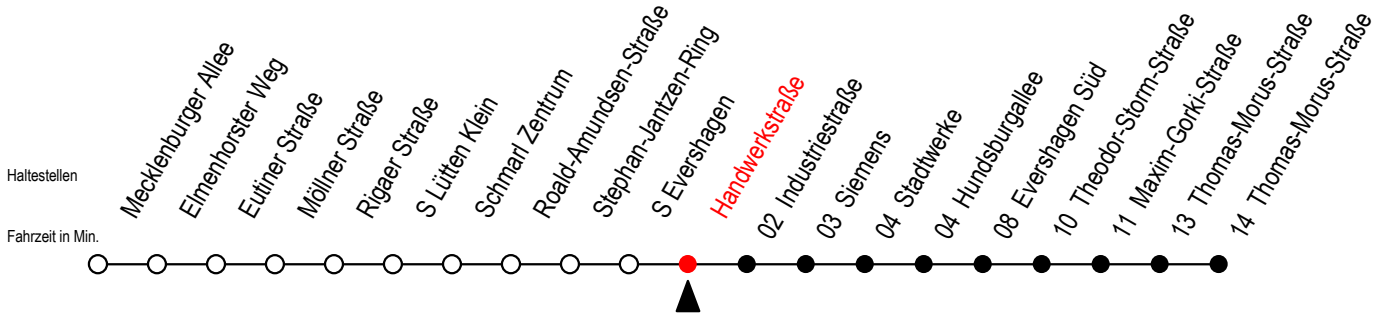 Haltestellen
Fahrzeit in Min.
Mecklenburger Allee
Elmenhorster Weg
Eutiner Straße
Möllner Straße
Rigaer Straße
S Lütten Klein
Schmarl Zentrum
Roald-Amundsen-Straße
Stephan-Jantzen-Ring
S Evershagen
Handwerkstraße
02 Industriestraße
03 Siemens
04 Stadtwerke
04 Hundsburgallee
08 Evershagen Süd
10 Theodor-Storm-Straße
11 Maxim-Gorki-Straße
13 Thomas-Morus-Straße
14 Thomas-Morus-Straße